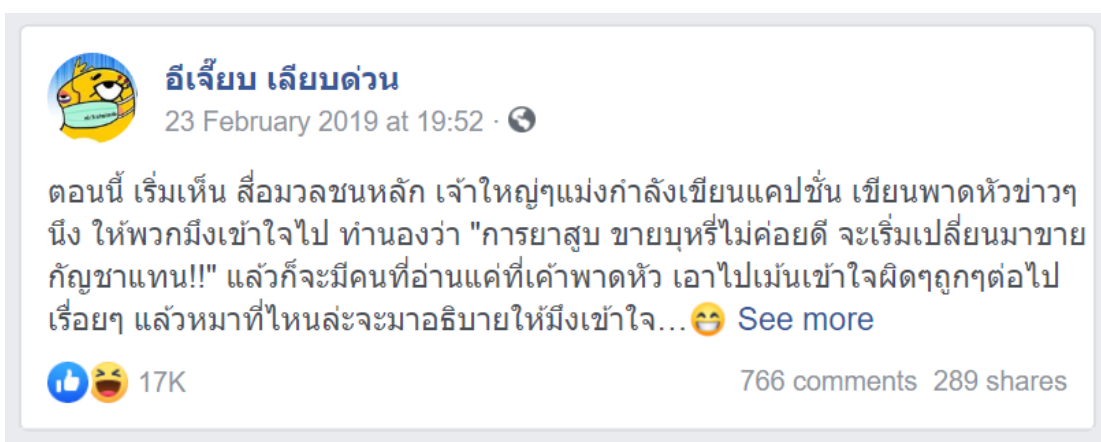 อีเจี๊ยบ เลียบด่วน
23 February 2019 at 19:52 ·
ตอนนี้ เริ่มเห็น สื่อมวลชนหลัก เจ้าใหญ่ๆแม่งกำลังเขียนแคปชั่น เขียนพาดหัวข่าวๆ
นึง ให้พวกมึงเข้าใจไป ทำนองว่า "การยาสูบ ขายบุหรี่ไม่ค่อยดี จะเริ่มเปลี่ยนมาขาย
กัญชาแทน!!" แล้วก็จะมีคนที่อ่านแค่ที่เค้าพาดหัว เอาไปเม้นเข้าใจผิดๆถูกๆต่อไป
เรื่อยๆ แล้วหมาที่ไหนล่ะจะมาอธิบายให้มึงเข้าใจ...😁 See more
17K
766 comments 289 shares